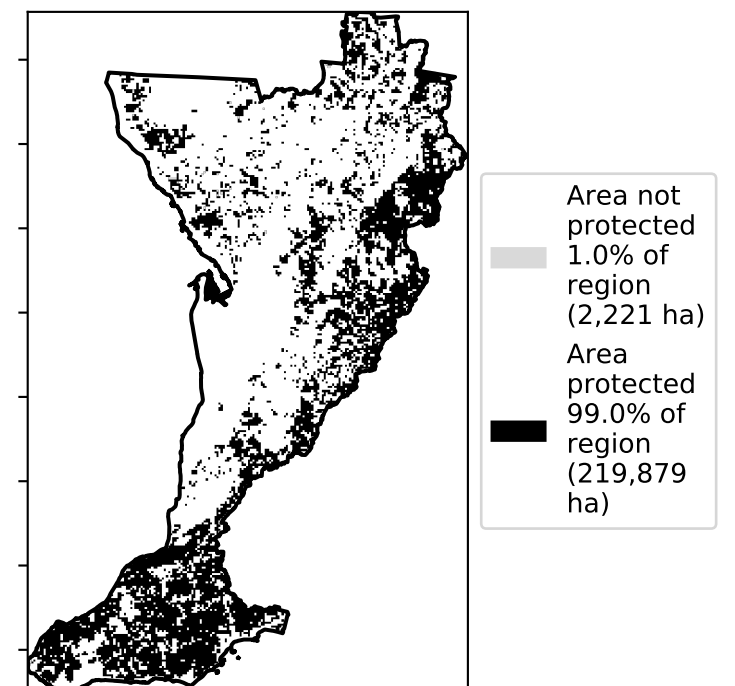 Area not
protected
1.0% of
region
(2,221 ha)
Area
protected
99.0% of
region
(219,879
ha)